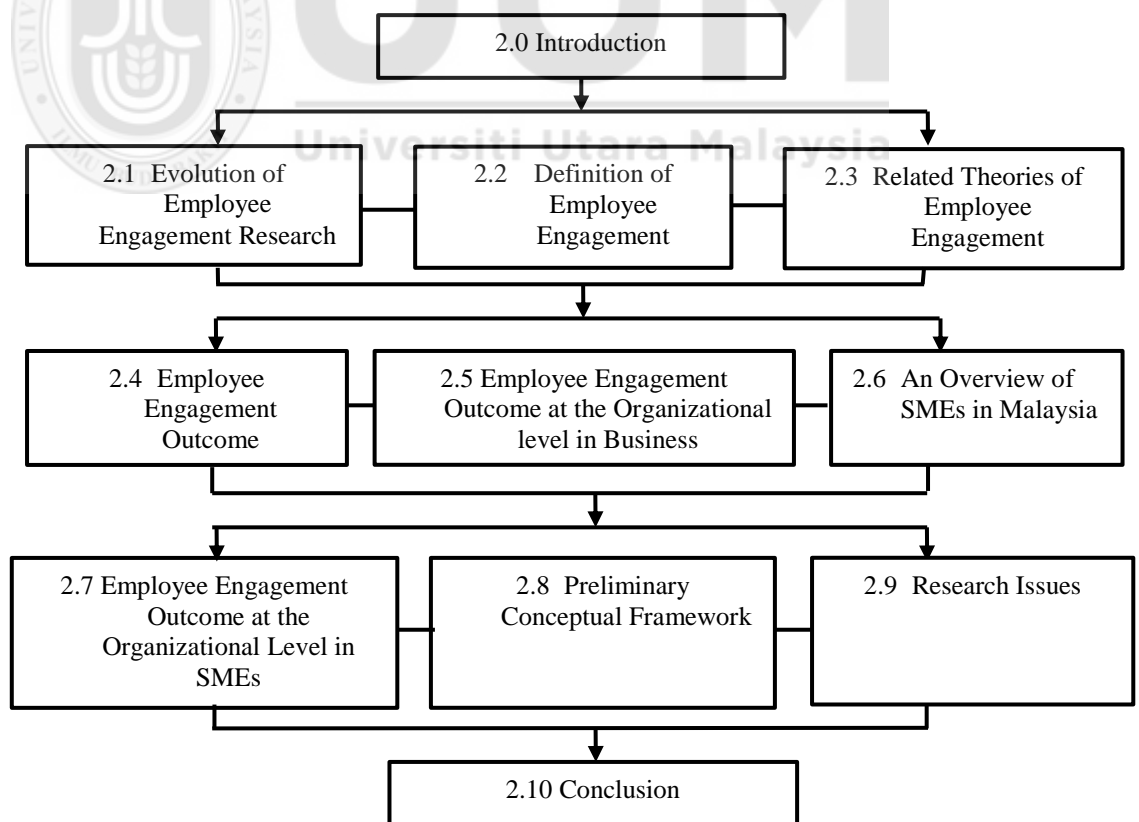 2.0 Introduction
Universiti Utara Malaysia
2.1 Evolution of
Employee
Engagement Research
2.2 Definition of
Employee
Engagement
2.3 Related Theories of
Employee
Engagement
2.4 Employee
Engagement
Outcome
2.5 Employee Engagement
Outcome at the Organizational
level in Business
2.6 An Overview of
SMEs in Malaysia
2.7 Employee Engagement
Outcome at the
Organizational Level in
SMEs
2.8 Preliminary
Conceptual Framework
2.9 Research Issues
2.10 Conclusion